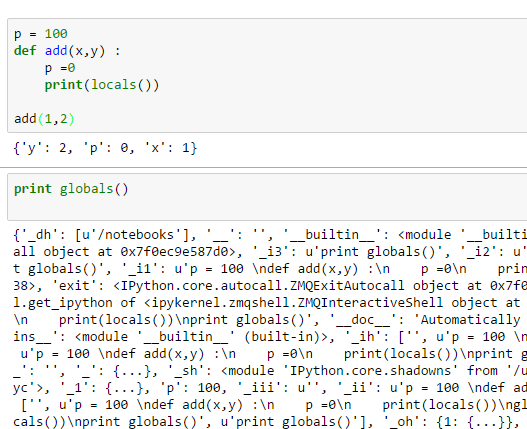 p = 100
def add(x,y) :
    p =0
    print(locals())
add(1,2)
{'y': 2, 'p': 0, 'x': 1}
print globals()
{'_dh': [u'/notebooks'], '__': '', '__builtin__': <module '__builti
all object at 0x7f0ec9e587d0>, '_i3': u'print globals()', '_i2': u'
t globals()', '_i1': u'p = 100 \ndef add(x,y) :\n    p =0\n    prin
38>, 'exit': <IPython.core.autocall.ZMQExitAutocall object at 0x7f0
l.get_ipython of <ipykernel.zmqshell.ZMQInteractiveShell object at
\n    print(locals())\nprint globals()', '__doc__': 'Automatically
ins__': <module '__builtin__' (built-in)>, '_ih': ['', u'p = 100 \n
 u'p = 100 \ndef add(x,y) :\n    p =0\n    print(locals())\nprint g
_': '', '_': {...}, '_sh': <module 'IPython.core.shadowns' from '/u
yc'>, '_1': {...}, 'p': 100, '_iii': u'', '_ii': u'p = 100 \ndef ad
 ['', u'p = 100 \ndef add(x,y) :\n    p =0\n    print(locals())\ngl
cals())\nprint globals()', u'print globals()'], '_oh': {1: {...}},